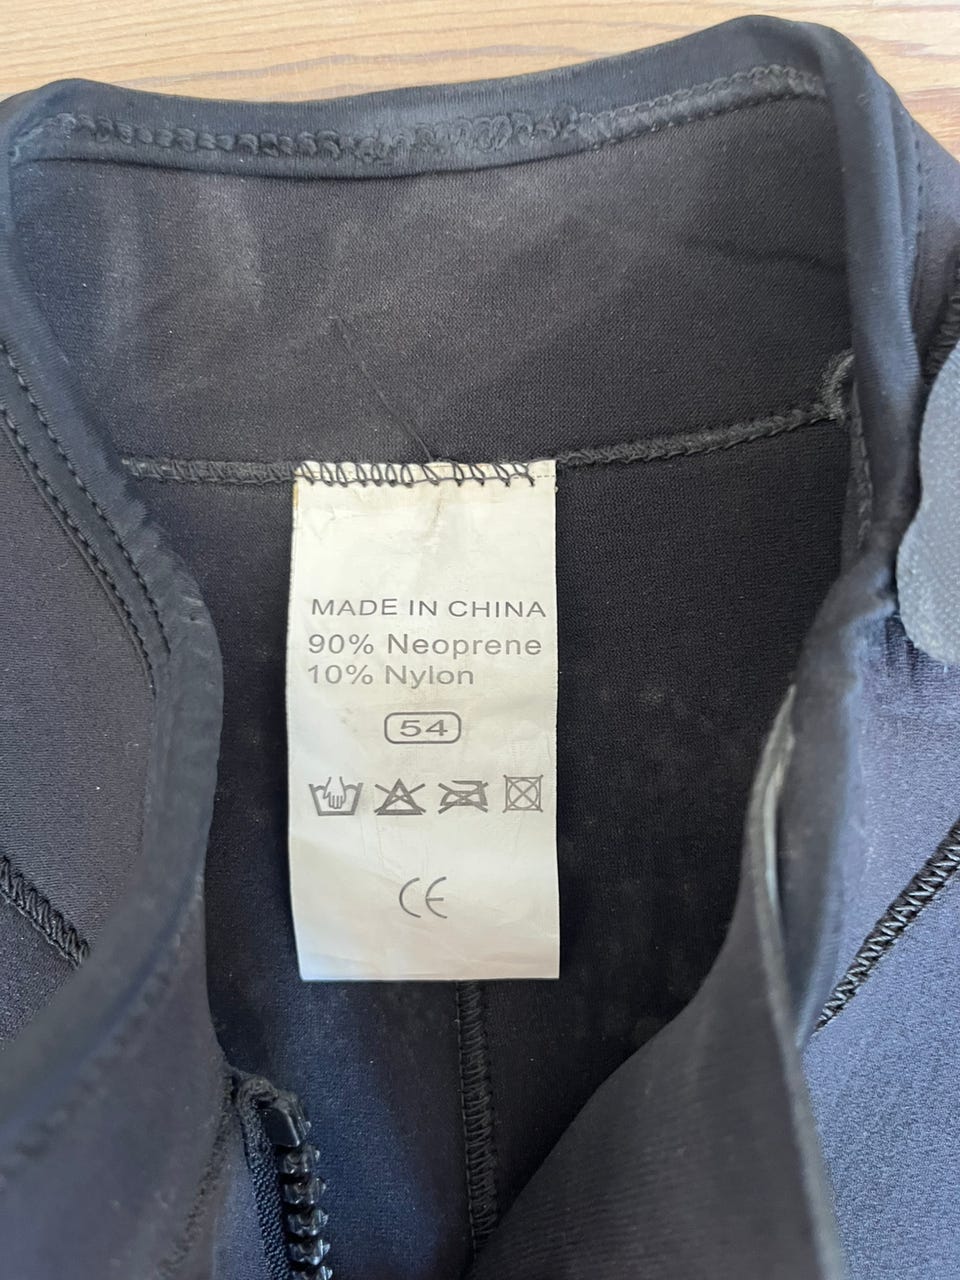 MADE IN CHINA
90% Neoprene
10% Nylon
54
CE